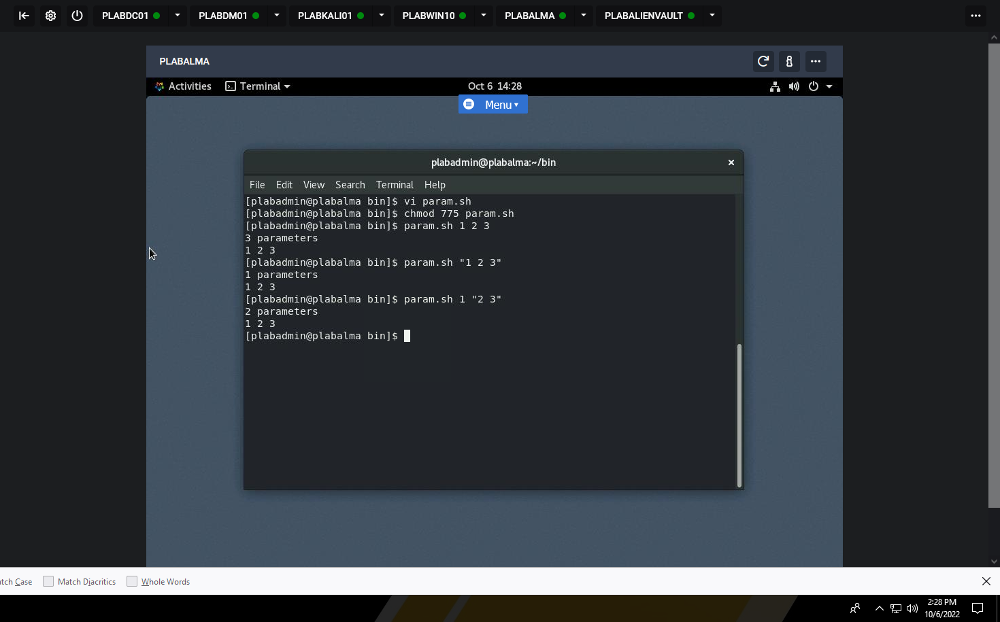 PLABDC01 PLABDM01 PLABKALI01 PLABWIN10 PLABALMA PLABALIENVAULT
PLABALMA
Activities Terminal Oct 6 14:28
Menu
plabadmin@plabalma:~/bin
File Edit View Search Terminal Help
[plabadmin@plabalma bin]$ vi param.sh
[plabadmin@plabalma bin]$ chmod 775 param.sh
[plabadmin@plabalma bin]$ param.sh 1 2 3
3 parameters
1 2 3
[plabadmin@plabalma bin]$ param.sh "1 2 3"
1 parameters
1 2 3
[plabadmin@plabalma bin]$ param.sh 1 "2 3"
2 parameters
1 2 3
[plabadmin@plabalma bin]$
atch Case Match Diacritics Whole Words
2:28 PM
10/6/2022